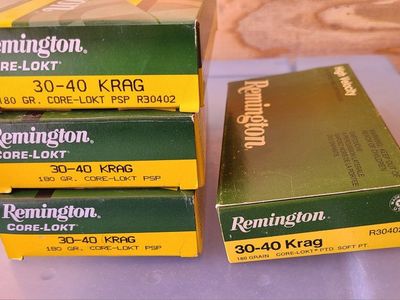 Remington.
CORE-LOKT
30-40 KRAG
180 GR. CORE-LOKT PSP R30402
Remington.
CORE-LOKT
30-40 KRAG
180 GR. CORE-LOKT PSP
Remington.
CORE-LOKT
30-40 KRAG
180 GR. CORE-LOKT PSP
High Velocity
Remington
Remington
R30402
30-40 Krag
180 GRAIN CORE-LOKT PTD. SOFT PT.